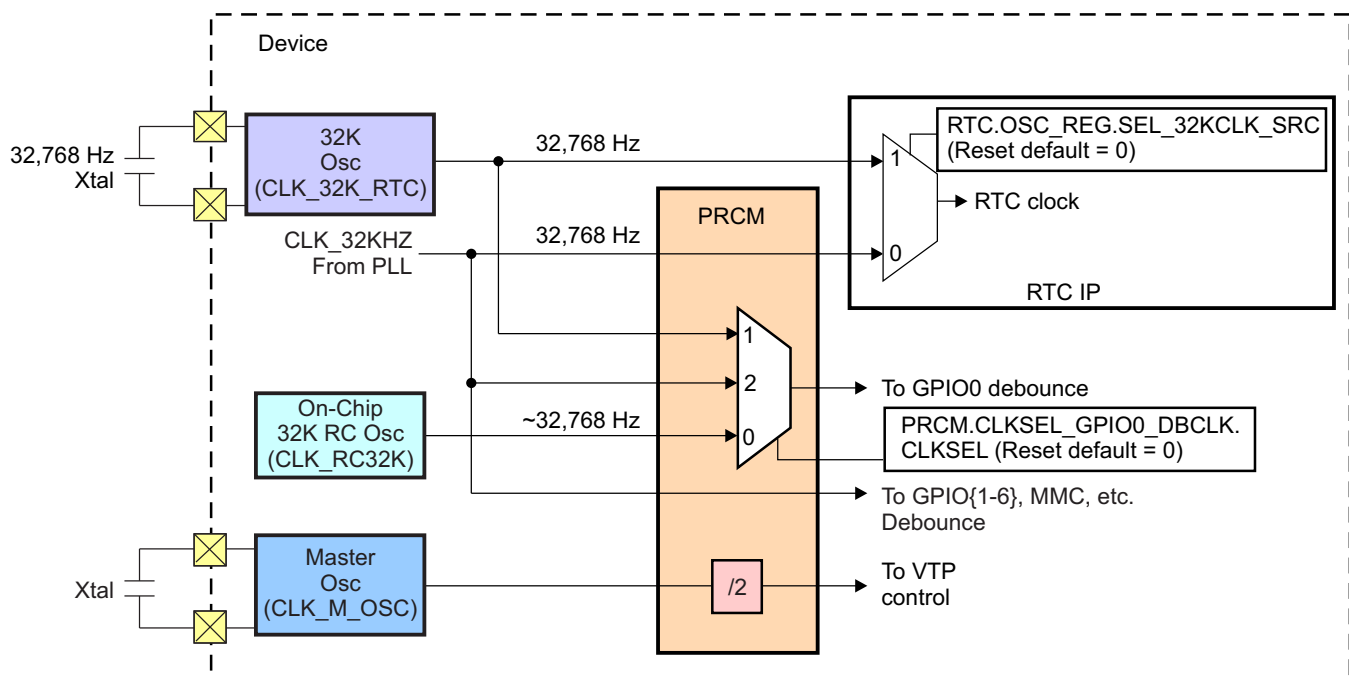 Device
32,768 Hz
Xtal
32K
Osc
(CLK_32K_RTC)
32,768 Hz
RTC.OSC_REG.SEL_32KCLK_SRC
(Reset default = 0)
1
RTC clock
0
RTC IP
CLK_32KHZ
From PLL
32,768 Hz
PRCM
1
2
0
To GPIO0 debounce
PRCM.CLKSEL_GPIO0_DBCLK.
CLKSEL (Reset default = 0)
On-Chip
32K RC Osc
(CLK_RC32K)
~32,768 Hz
To GPIO{1-6}, MMC, etc.
Debounce
Xtal
Master
Osc
(CLK_M_OSC)
/2
To VTP
control